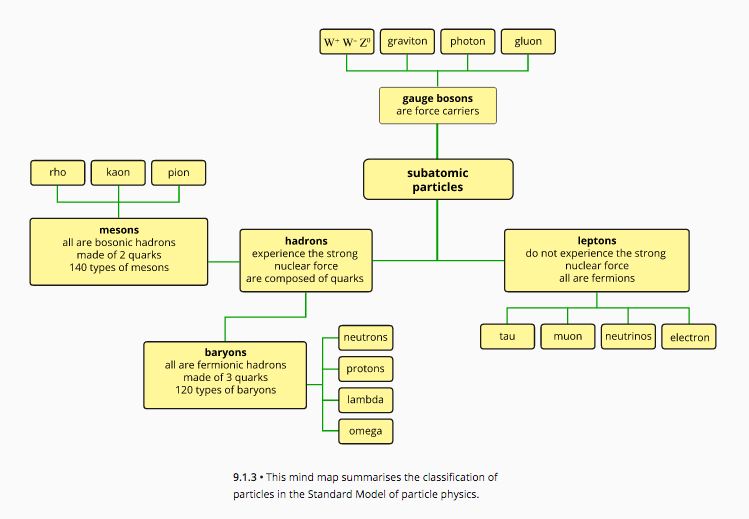 W⁺ W⁻ Z⁰
graviton
photon
gluon
gauge bosons
are force carriers
subatomic
particles
rho
kaon
pion
mesons
all are bosonic hadrons
made of 2 quarks
140 types of mesons
hadrons
experience the strong
nuclear force
are composed of quarks
leptons
do not experience the strong
nuclear force
all are fermions
tau
muon
neutrinos
electron
baryons
all are fermionic hadrons
made of 3 quarks
120 types of baryons
neutrons
protons
lambda
omega
9.1.3 • This mind map summarises the classification of
particles in the Standard Model of particle physics.